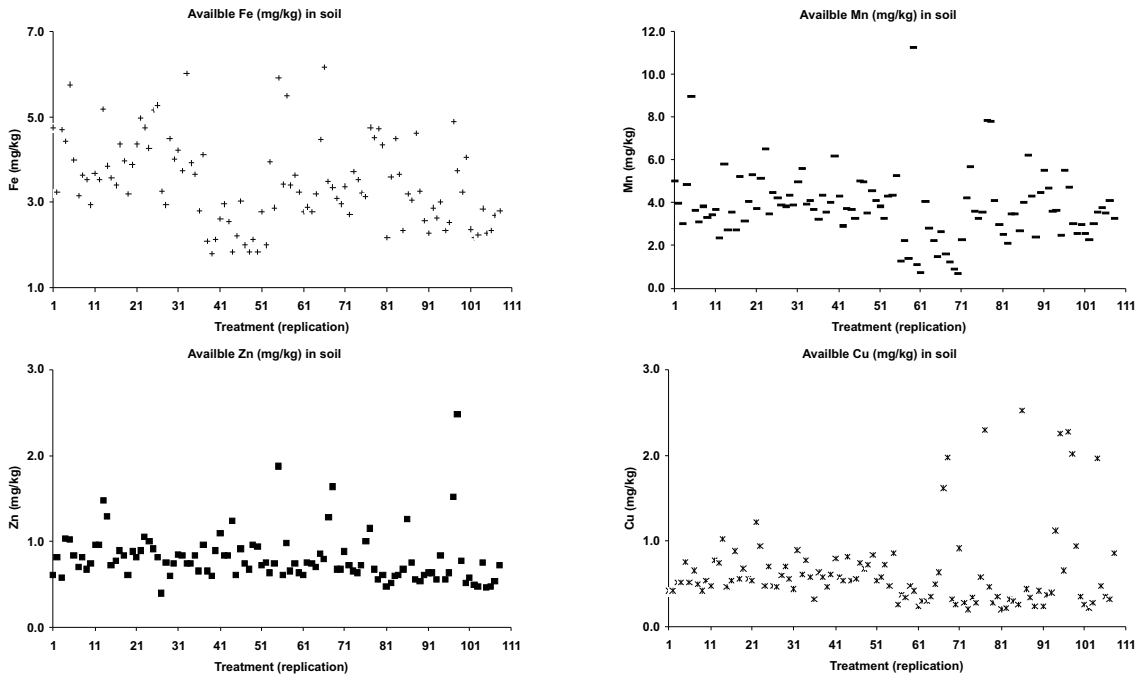 Availble Fe (mg/kg) in soil
7.0
5.0
3.0
1.0
Fe (mg/kg)
1 11 21 31 41 51 61 71 81 91 101 111
Treatment (replication)
Availble Mn (mg/kg) in soil
12.0
10.0
8.0
6.0
4.0
2.0
0.0
Mn (mg/kg)
1 11 21 31 41 51 61 71 81 91 101 111
Treatment (replication)
Availble Zn (mg/kg) in soil
3.0
2.0
1.0
0.0
Zn (mg/kg)
1 11 21 31 41 51 61 71 81 91 101 111
Treatment (replication)
Availble Cu (mg/kg) in soil
3.0
2.0
1.0
0.0
Cu (mg/kg)
1 11 21 31 41 51 61 71 81 91 101 111
Treatment (replication)